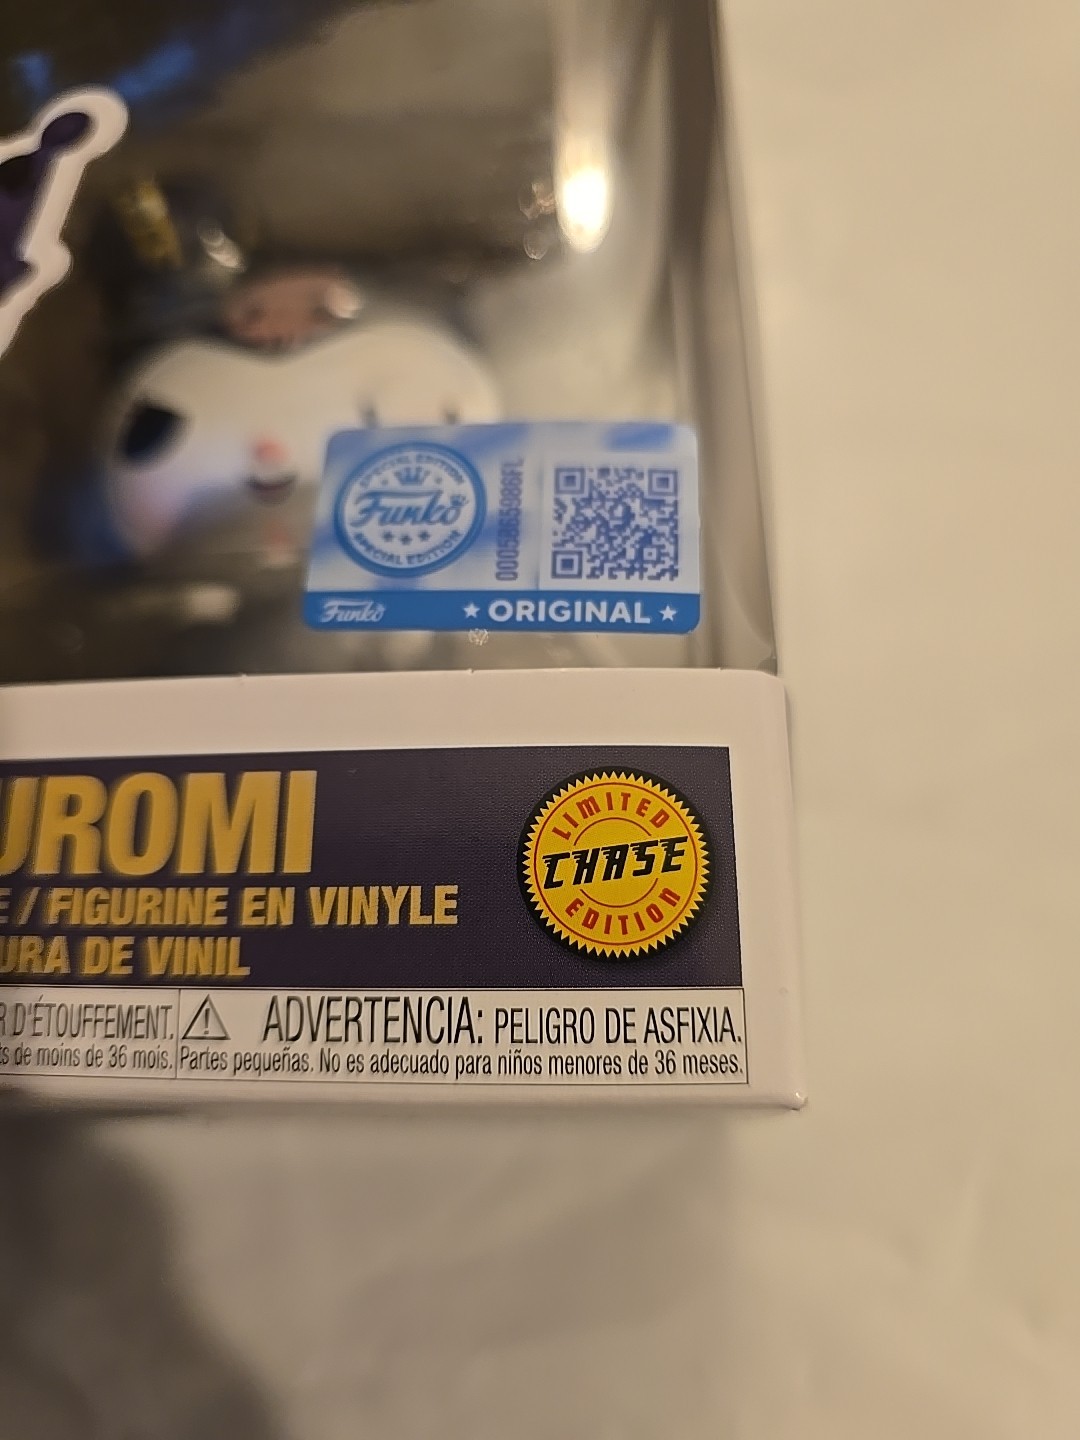 SPECIAL EDITION
Funko
SPECIAL EDITION
Funko
★ ORIGINAL ★
UROMI
E / FIGURINE EN VINYLE
URA DE VINIL
LIMITED
CHASE
EDITION
R D'ÉTOUFFEMENT.
ts de moins de 36 mois.
ADVERTENCIA: PELIGRO DE ASFIXIA.
Partes pequeñas. No es adecuado para niños menores de 36 meses.